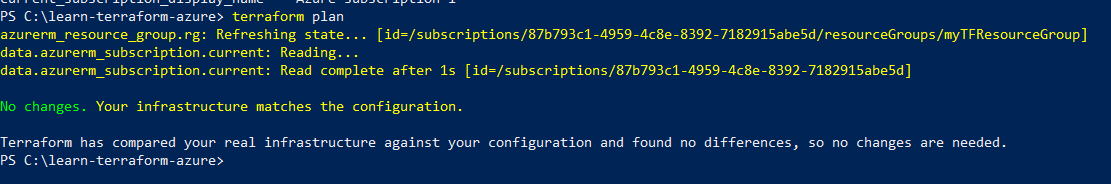 PS C:\learn-terraform-azure> terraform plan
azurerm_resource_group.rg: Refreshing state... [id=/subscriptions/87b793c1-4959-4c8e-8392-7182915abe5d/resourceGroups/myTFResourceGroup]
data.azurerm_subscription.current: Reading...
data.azurerm_subscription.current: Read complete after 1s [id=/subscriptions/87b793c1-4959-4c8e-8392-7182915abe5d]
No changes. Your infrastructure matches the configuration.
Terraform has compared your real infrastructure against your configuration and found no differences, so no changes are needed.
PS C:\learn-terraform-azure>